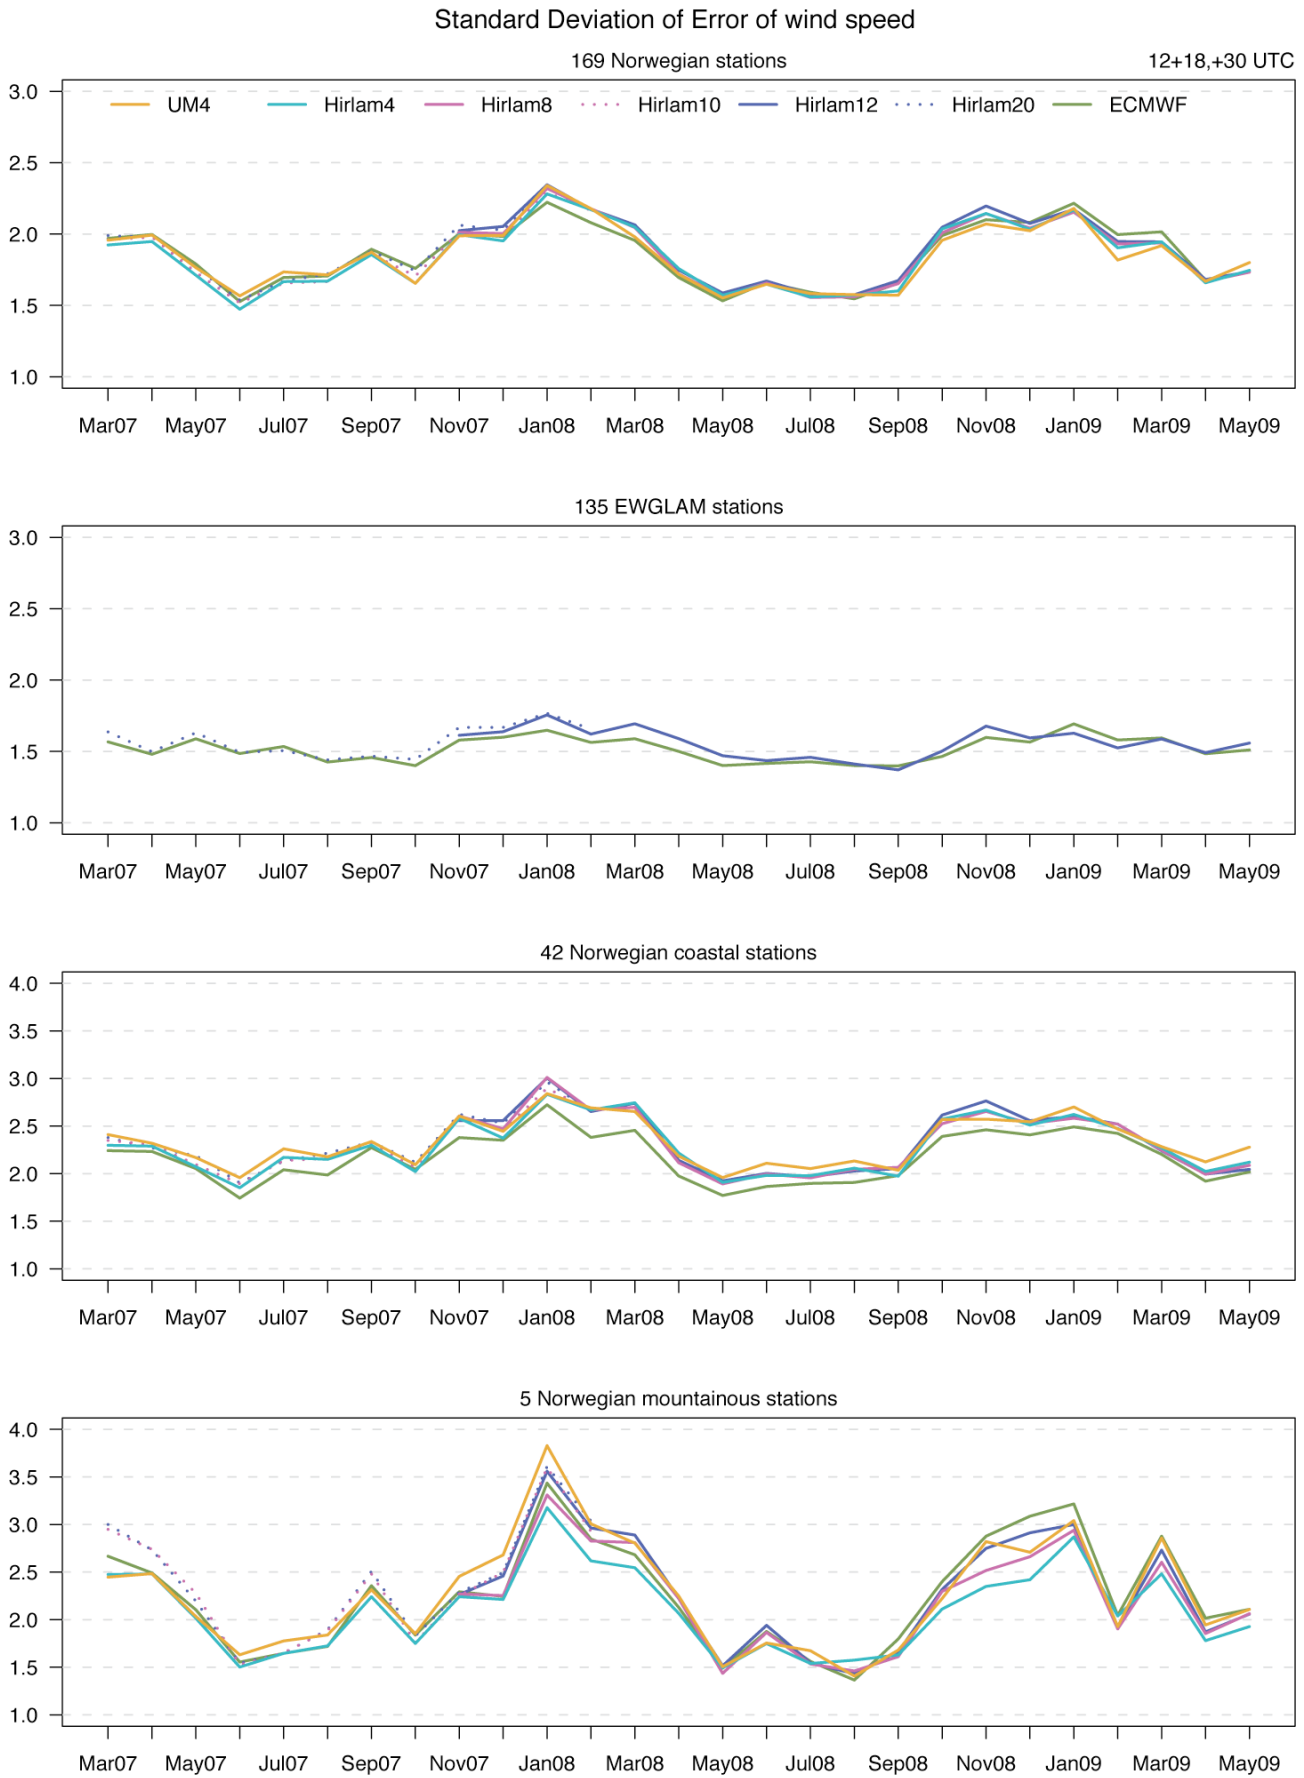 Standard Deviation of Error of wind speed
169 Norwegian stations 12+18,+30 UTC
UM4 Hirlam4 Hirlam8 Hirlam10 Hirlam12 Hirlam20 ECMWF
3.0
2.5
2.0
1.5
1.0
Mar07 May07 Jul07 Sep07 Nov07 Jan08 Mar08 May08 Jul08 Sep08 Nov08 Jan09 Mar09 May09
135 EWGLAM stations
3.0
2.5
2.0
1.5
1.0
Mar07 May07 Jul07 Sep07 Nov07 Jan08 Mar08 May08 Jul08 Sep08 Nov08 Jan09 Mar09 May09
42 Norwegian coastal stations
4.0
3.5
3.0
2.5
2.0
1.5
1.0
Mar07 May07 Jul07 Sep07 Nov07 Jan08 Mar08 May08 Jul08 Sep08 Nov08 Jan09 Mar09 May09
5 Norwegian mountainous stations
4.0
3.5
3.0
2.5
2.0
1.5
1.0
Mar07 May07 Jul07 Sep07 Nov07 Jan08 Mar08 May08 Jul08 Sep08 Nov08 Jan09 Mar09 May09